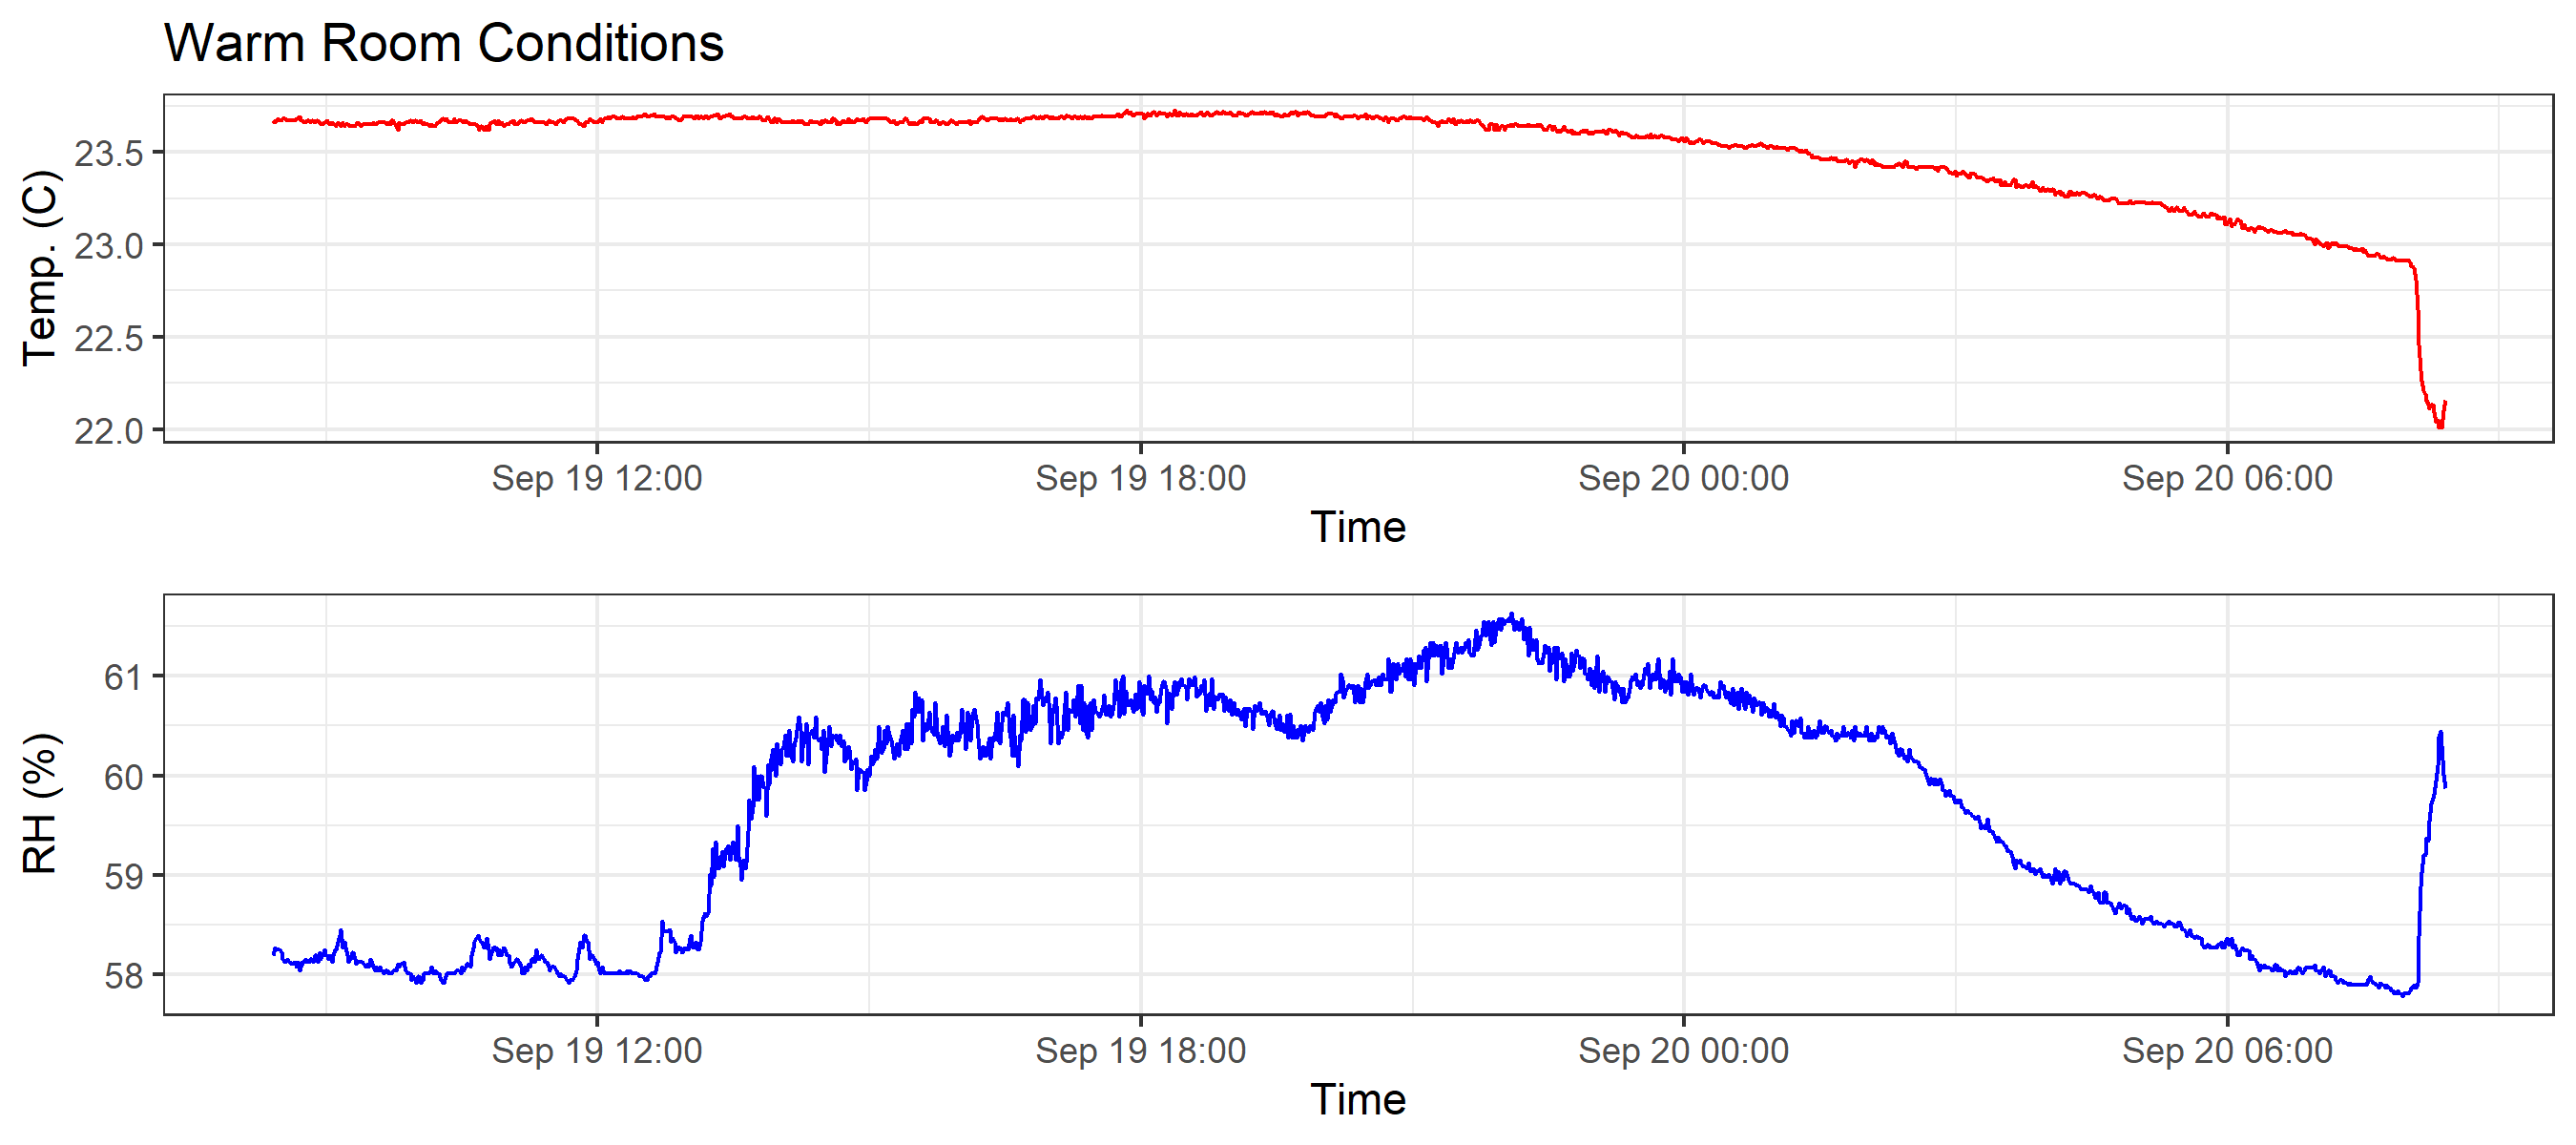 Warm Room Conditions
Temp. (C)
23.5
23.0
22.5
22.0
Sep 19 12:00 Sep 19 18:00 Sep 20 00:00 Sep 20 06:00
Time
RH (%)
61
60
59
58
Sep 19 12:00 Sep 19 18:00 Sep 20 00:00 Sep 20 06:00
Time